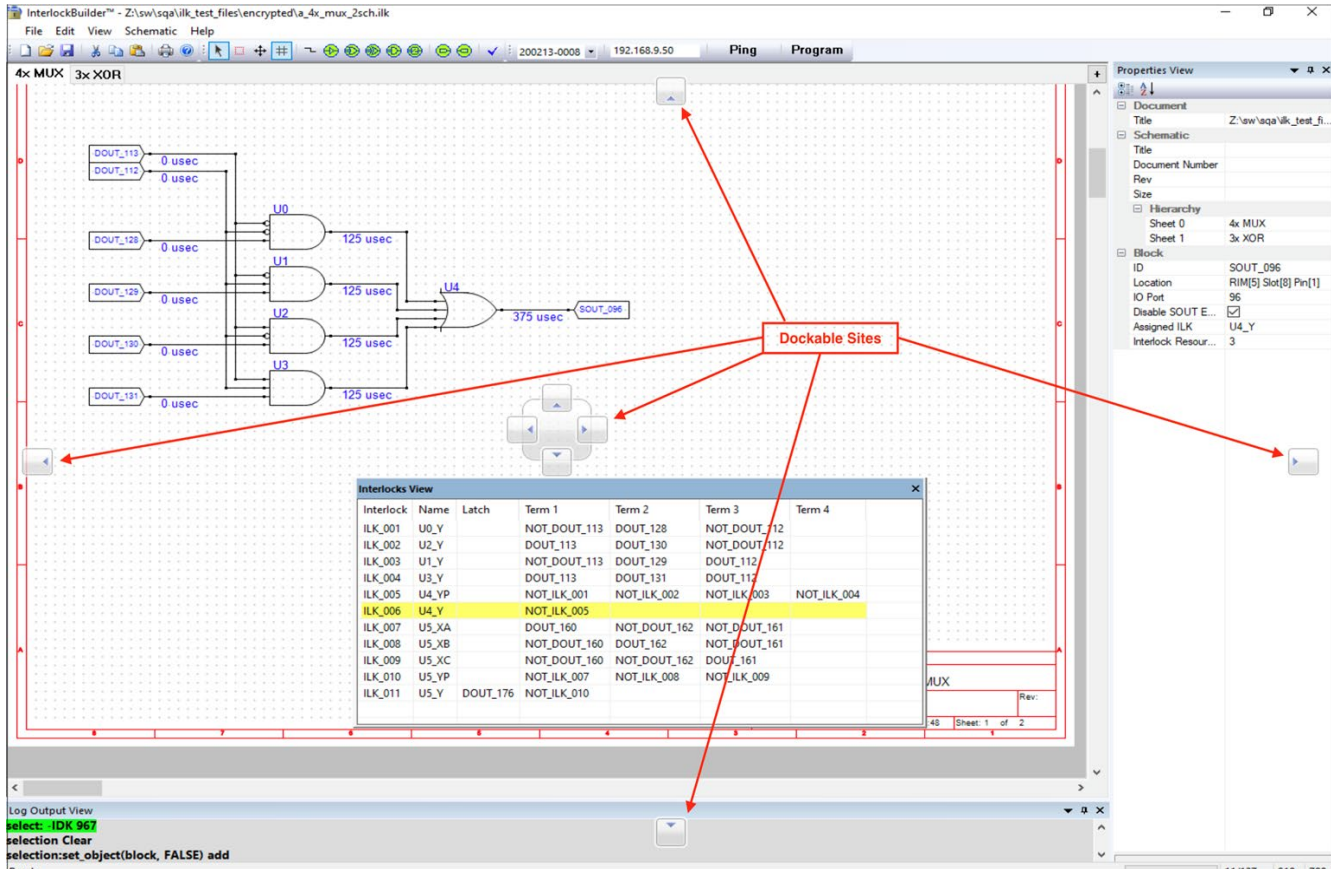 InterlockBuilder™ - Z:\sw\sqa\ilk_test_files\encrypted\a_4x_mux_2sch.ilk
File Edit View Schematic Help
200213-0008 192.168.9.50 Ping Program
4x MUX 3x XOR
Properties View
Document
Title Z:\sw\sqa\ilk_test_fi...
Schematic
Title
Document Number
Rev
Size
Hierarchy
Sheet 0 4x MUX
Sheet 1 3x XOR
Block
ID SOUT_096
Location RIM[5] Slot[8] Pin[1]
IO Port 96
Disable SOUT E...
Assigned ILK U4_Y
Interlock Resour... 3
D
DOUT_113 0 usec
DOUT_112 0 usec
D
U0
DOUT_128 0 usec 125 usec
U1
DOUT_129 0 usec 125 usec
U4
375 usec SOUT_096
U2
C
DOUT_130 0 usec 125 usec
C
U3
DOUT_131 0 usec 125 usec
Dockable Sites
B
B
Interlocks View
Interlock Name Latch Term 1 Term 2 Term 3 Term 4
ILK_001 U0_Y NOT_DOUT_113 DOUT_128 NOT_DOUT_112
ILK_002 U2_Y DOUT_113 DOUT_130 NOT_DOUT_112
ILK_003 U1_Y NOT_DOUT_113 DOUT_129 DOUT_112
ILK_004 U3_Y DOUT_113 DOUT_131 DOUT_112
ILK_005 U4_YP NOT_ILK_001 NOT_ILK_002 NOT_ILK_003 NOT_ILK_004
ILK_006 U4_Y NOT_ILK_005
ILK_007 U5_XA DOUT_160 NOT_DOUT_162 NOT_DOUT_161
ILK_008 U5_XB NOT_DOUT_160 DOUT_162 NOT_DOUT_161
ILK_009 U5_XC NOT_DOUT_160 NOT_DOUT_162 DOUT_161
ILK_010 U5_YP NOT_ILK_007 NOT_ILK_008 NOT_ILK_009
ILK_011 U5_Y DOUT_176 NOT_ILK_010
A
A
MUX
Rev:
:48 Sheet: 1 of 2
8 7 6 5 4 3 2 1
Log Output View
select: -IDK 967
selection Clear
selection:set_object(block, FALSE) add